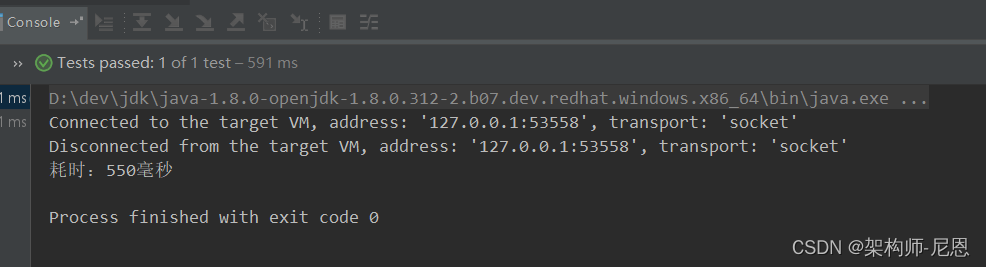 Console
›› Tests passed: 1 of 1 test – 591 ms
1 ms D:\dev\jdk\java-1.8.0-openjdk-1.8.0.312-2.b07.dev.redhat.windows.x86_64\bin\java.exe ...
1 ms Connected to the target VM, address: '127.0.0.1:53558', transport: 'socket'
Disconnected from the target VM, address: '127.0.0.1:53558', transport: 'socket'
耗时：550毫秒
Process finished with exit code 0
CSDN @架构师-尼恩